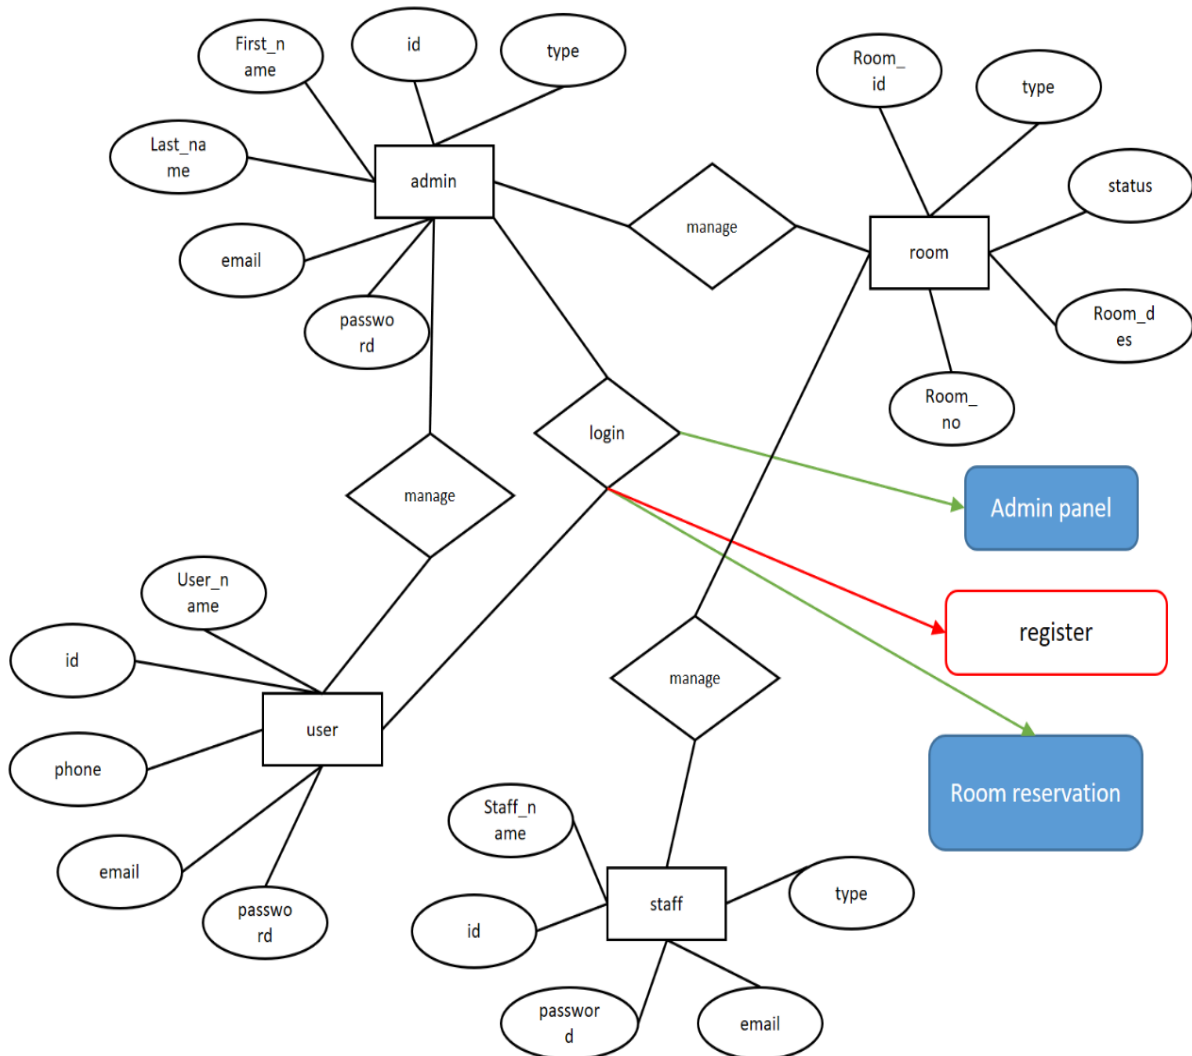 First_n
ame
id
type
Room_
id
type
Last_na
me
admin
status
manage
room
email
passwo
rd
Room_d
es
Room_
no
login
manage
Admin panel
User_n
ame
register
id
manage
user
phone
Room reservation
Staff_n
ame
email
type
passwo
rd
staff
id
passwor
d
email